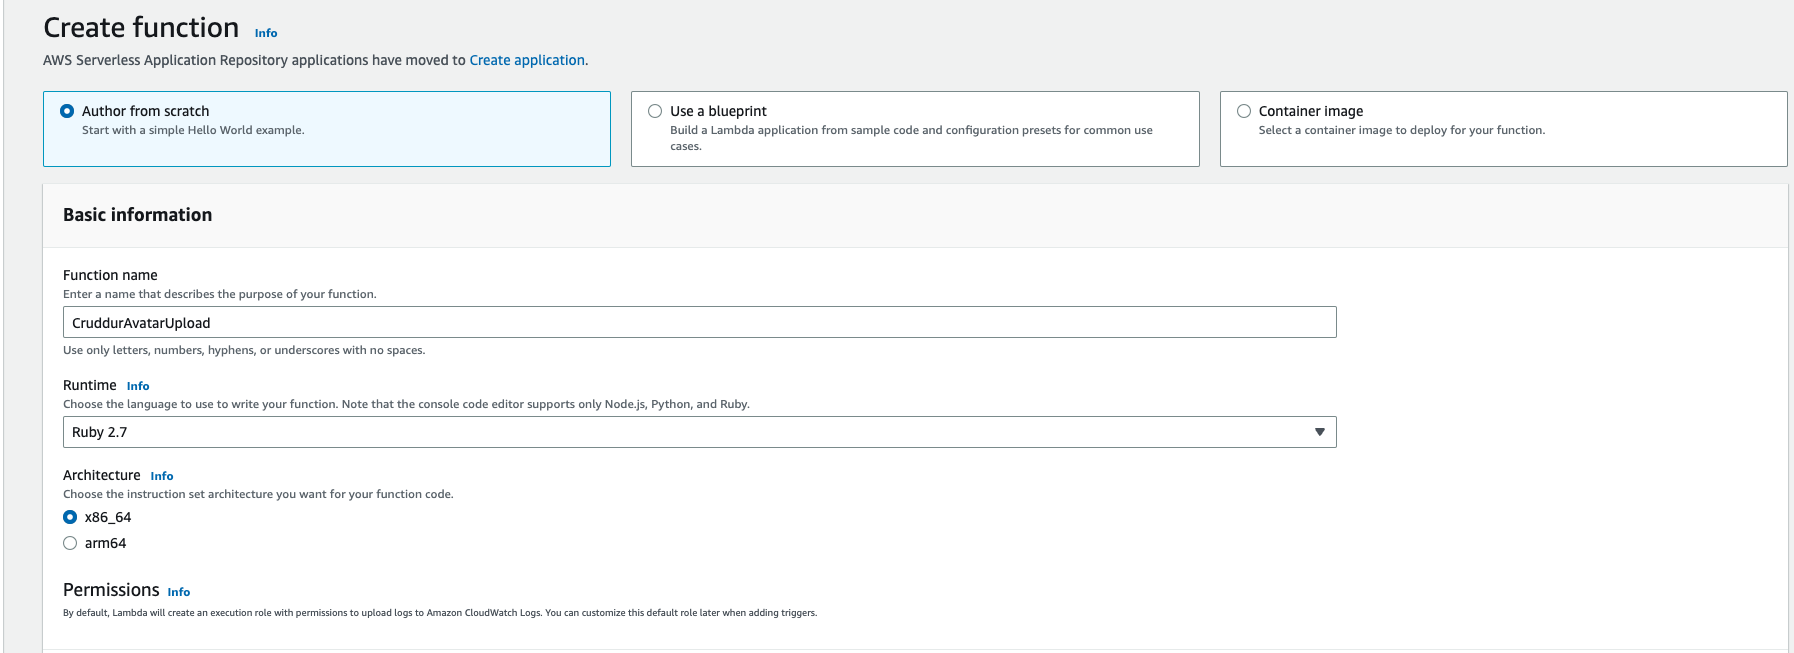 Create function Info
AWS Serverless Application Repository applications have moved to Create application.
Author from scratch
Start with a simple Hello World example.
Use a blueprint
Build a Lambda application from sample code and configuration presets for common use
cases.
Container image
Select a container image to deploy for your function.
Basic information
Function name
Enter a name that describes the purpose of your function.
CruddurAvatarUpload
Use only letters, numbers, hyphens, or underscores with no spaces.
Runtime Info
Choose the language to use to write your function. Note that the console code editor supports only Node.js, Python, and Ruby.
Ruby 2.7
Architecture Info
Choose the instruction set architecture you want for your function code.
x86_64
arm64
Permissions Info
By default, Lambda will create an execution role with permissions to upload logs to Amazon CloudWatch Logs. You can customize this default role later when adding triggers.